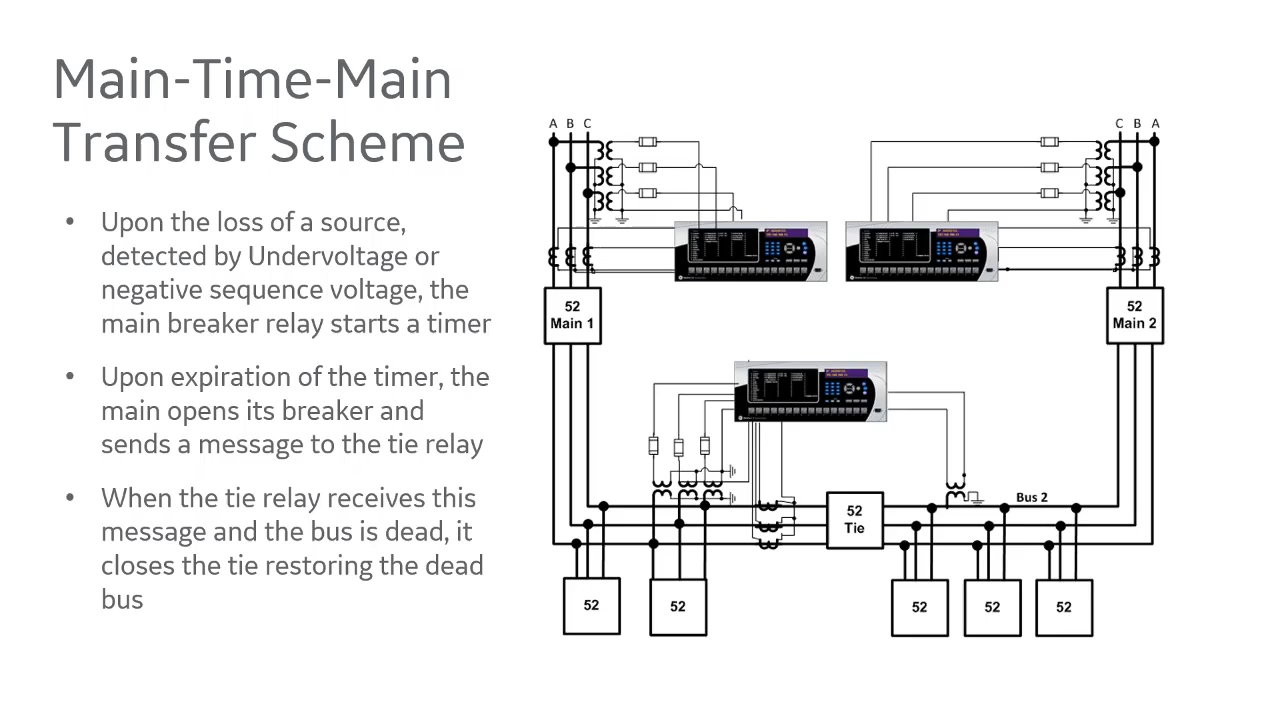 Main-Time-Main
Transfer Scheme
• Upon the loss of a source,
detected by Undervoltage or
negative sequence voltage, the
main breaker relay starts a timer
• Upon expiration of the timer, the
main opens its breaker and
sends a message to the tie relay
• When the tie relay receives this
message and the bus is dead, it
closes the tie restoring the dead
bus
A B C
C B A
52
Main 1
52
Main 2
52
Tie
Bus 2
52
52
52
52
52